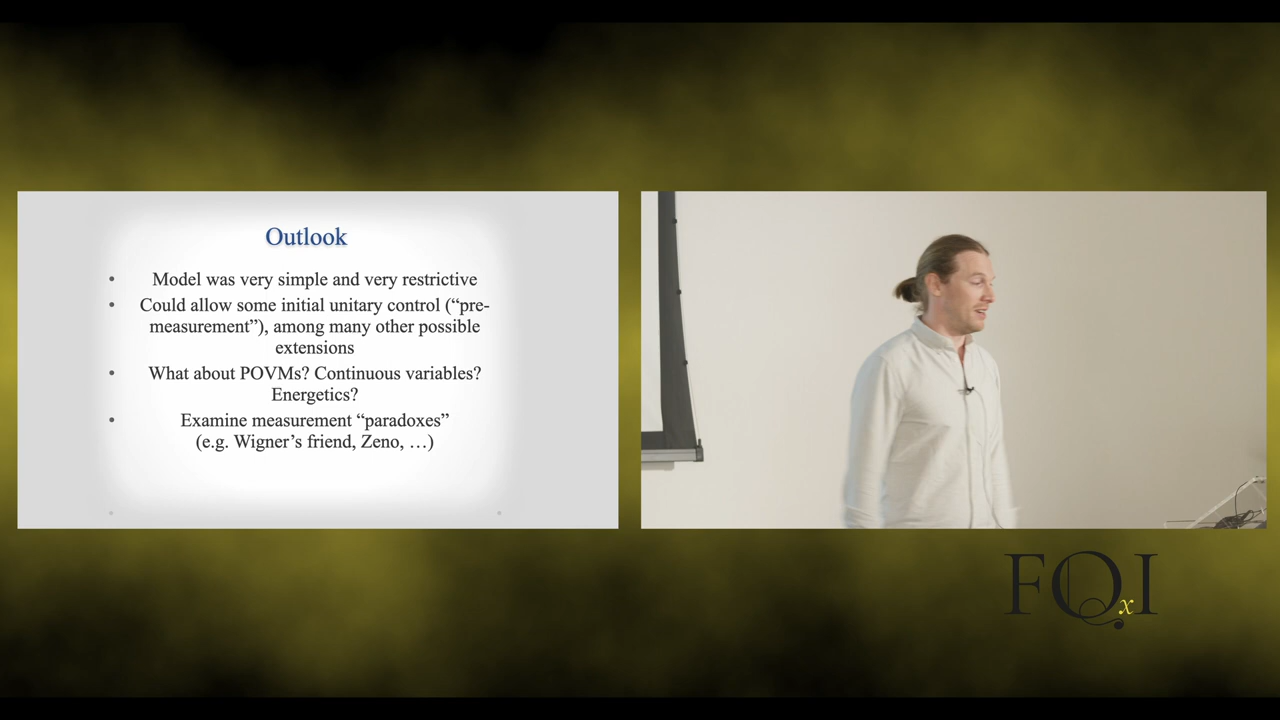 Outlook
• Model was very simple and very restrictive
• Could allow some initial unitary control (“pre-
measurement”), among many other possible
extensions
• What about POVMs? Continuous variables?
Energetics?
• Examine measurement “paradoxes”
(e.g. Wigner’s friend, Zeno, …)
FQxI